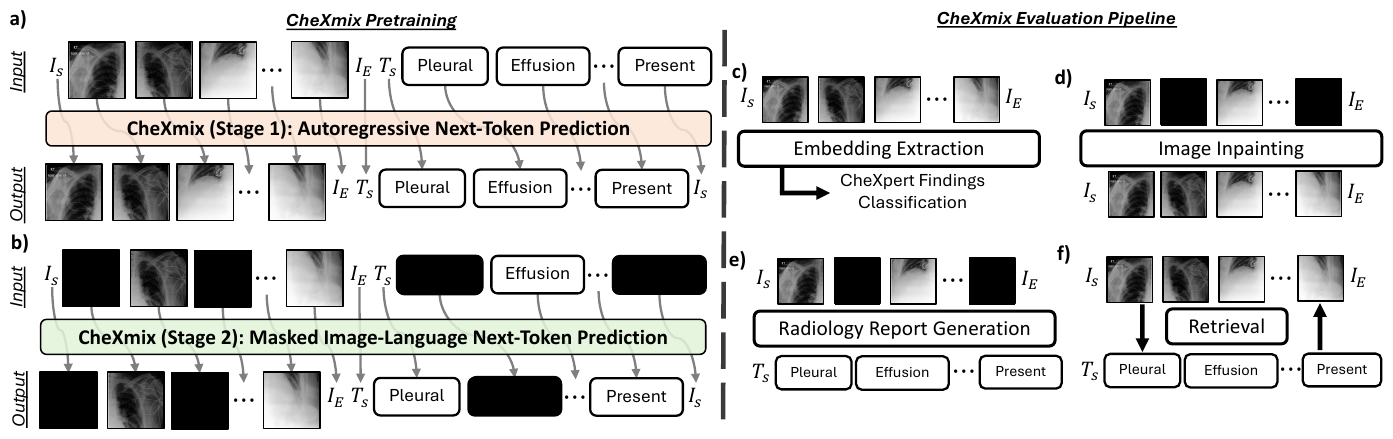 CheXmix Pretraining
a)
Input
I_s ... I_E T_s Pleural Effusion ... Present
CheXmix (Stage 1): Autoregressive Next-Token Prediction
Output
... I_E T_s Pleural Effusion ... Present I_s
b)
Input
I_s ... I_E T_s Effusion ...
CheXmix (Stage 2): Masked Image-Language Next-Token Prediction
Output
... I_E T_s Pleural ... Present I_s
CheXmix Evaluation Pipeline
c)
I_s ... I_E
Embedding Extraction
CheXpert Findings
Classification
d)
I_s ... I_E
Image Inpainting
I_s ... I_E
e)
I_s ... I_E
Radiology Report Generation
T_s Pleural Effusion ... Present
f)
I_s ... I_E
Retrieval
T_s Pleural Effusion ... Present